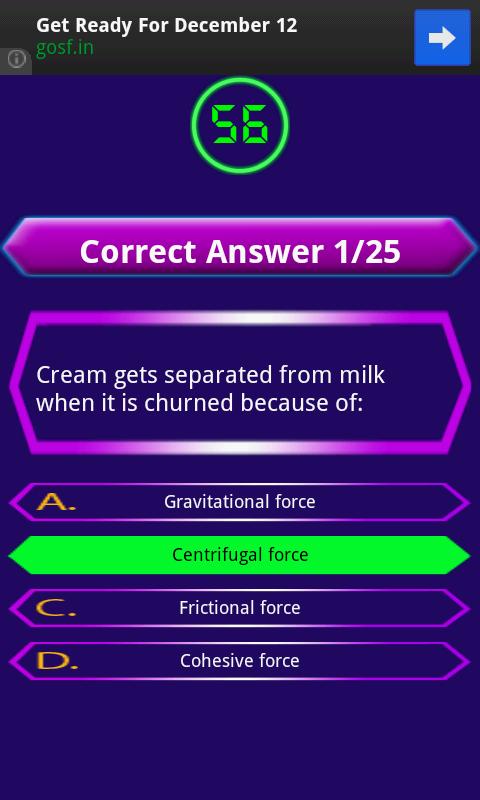 Get Ready For December 12
gosf.in
56
Correct Answer 1/25
Cream gets separated from milk
when it is churned because of:
A. Gravitational force
Centrifugal force
C. Frictional force
D. Cohesive force